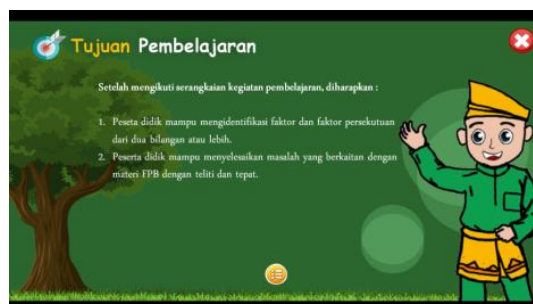 Tujuan Pembelajaran
Setelah mengikuti serangkaian kegiatan pembelajaran, diharapkan :
1. Peseta didik mampu mengidentifikasi faktor dan faktor persekutuan
dari dua bilangan atau lebih.
2. Peserta didik mampu menyelesaikan masalah yang berkaitan dengan
materi FPB dengan teliti dan tepat.